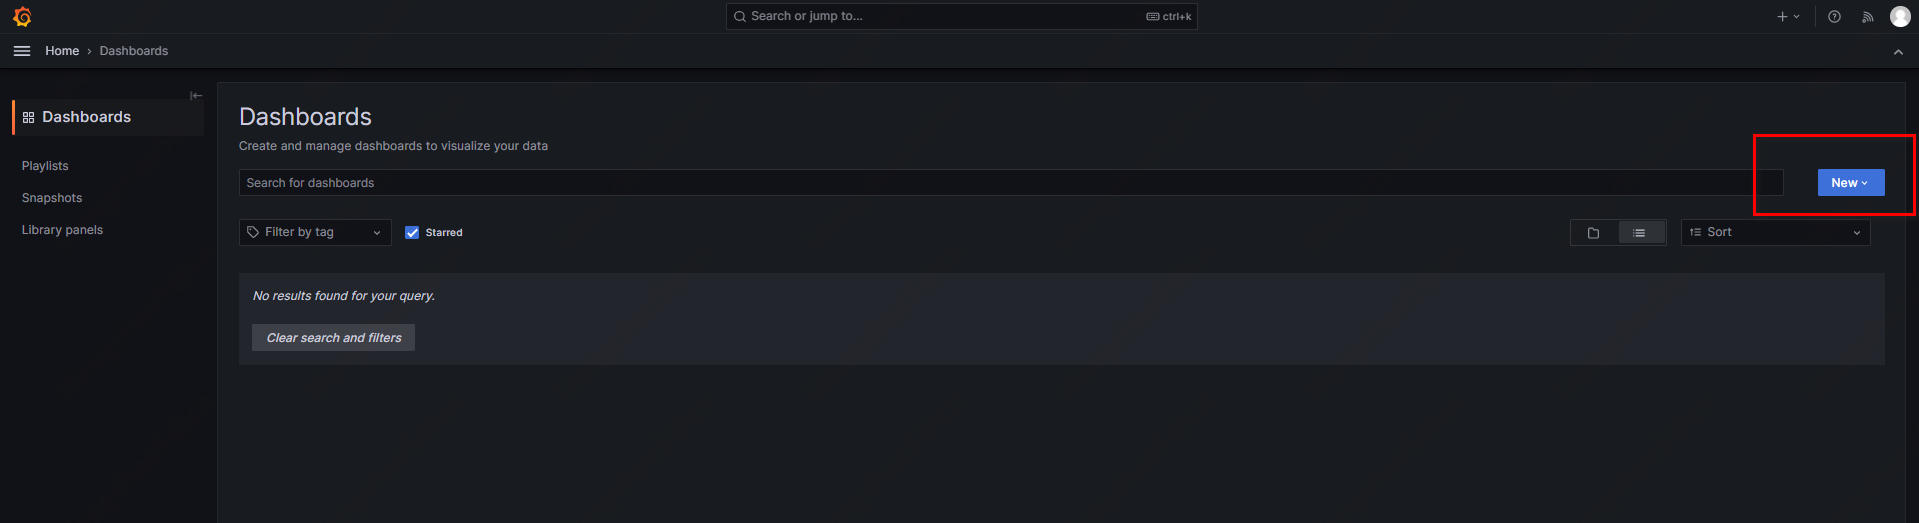 Search or jump to...
ctrl+k
Home › Dashboards
Dashboards
Playlists
Snapshots
Library panels
Dashboards
Create and manage dashboards to visualize your data
Search for dashboards
New
Filter by tag
Starred
Sort
No results found for your query.
Clear search and filters